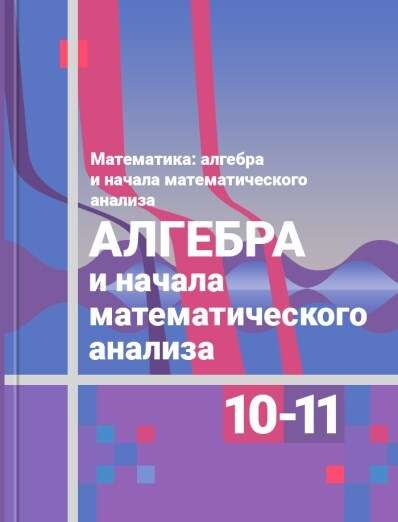 Математика: алгебра
и начала математического
анализа
АЛГЕБРА
и начала
математического
анализа
10-11